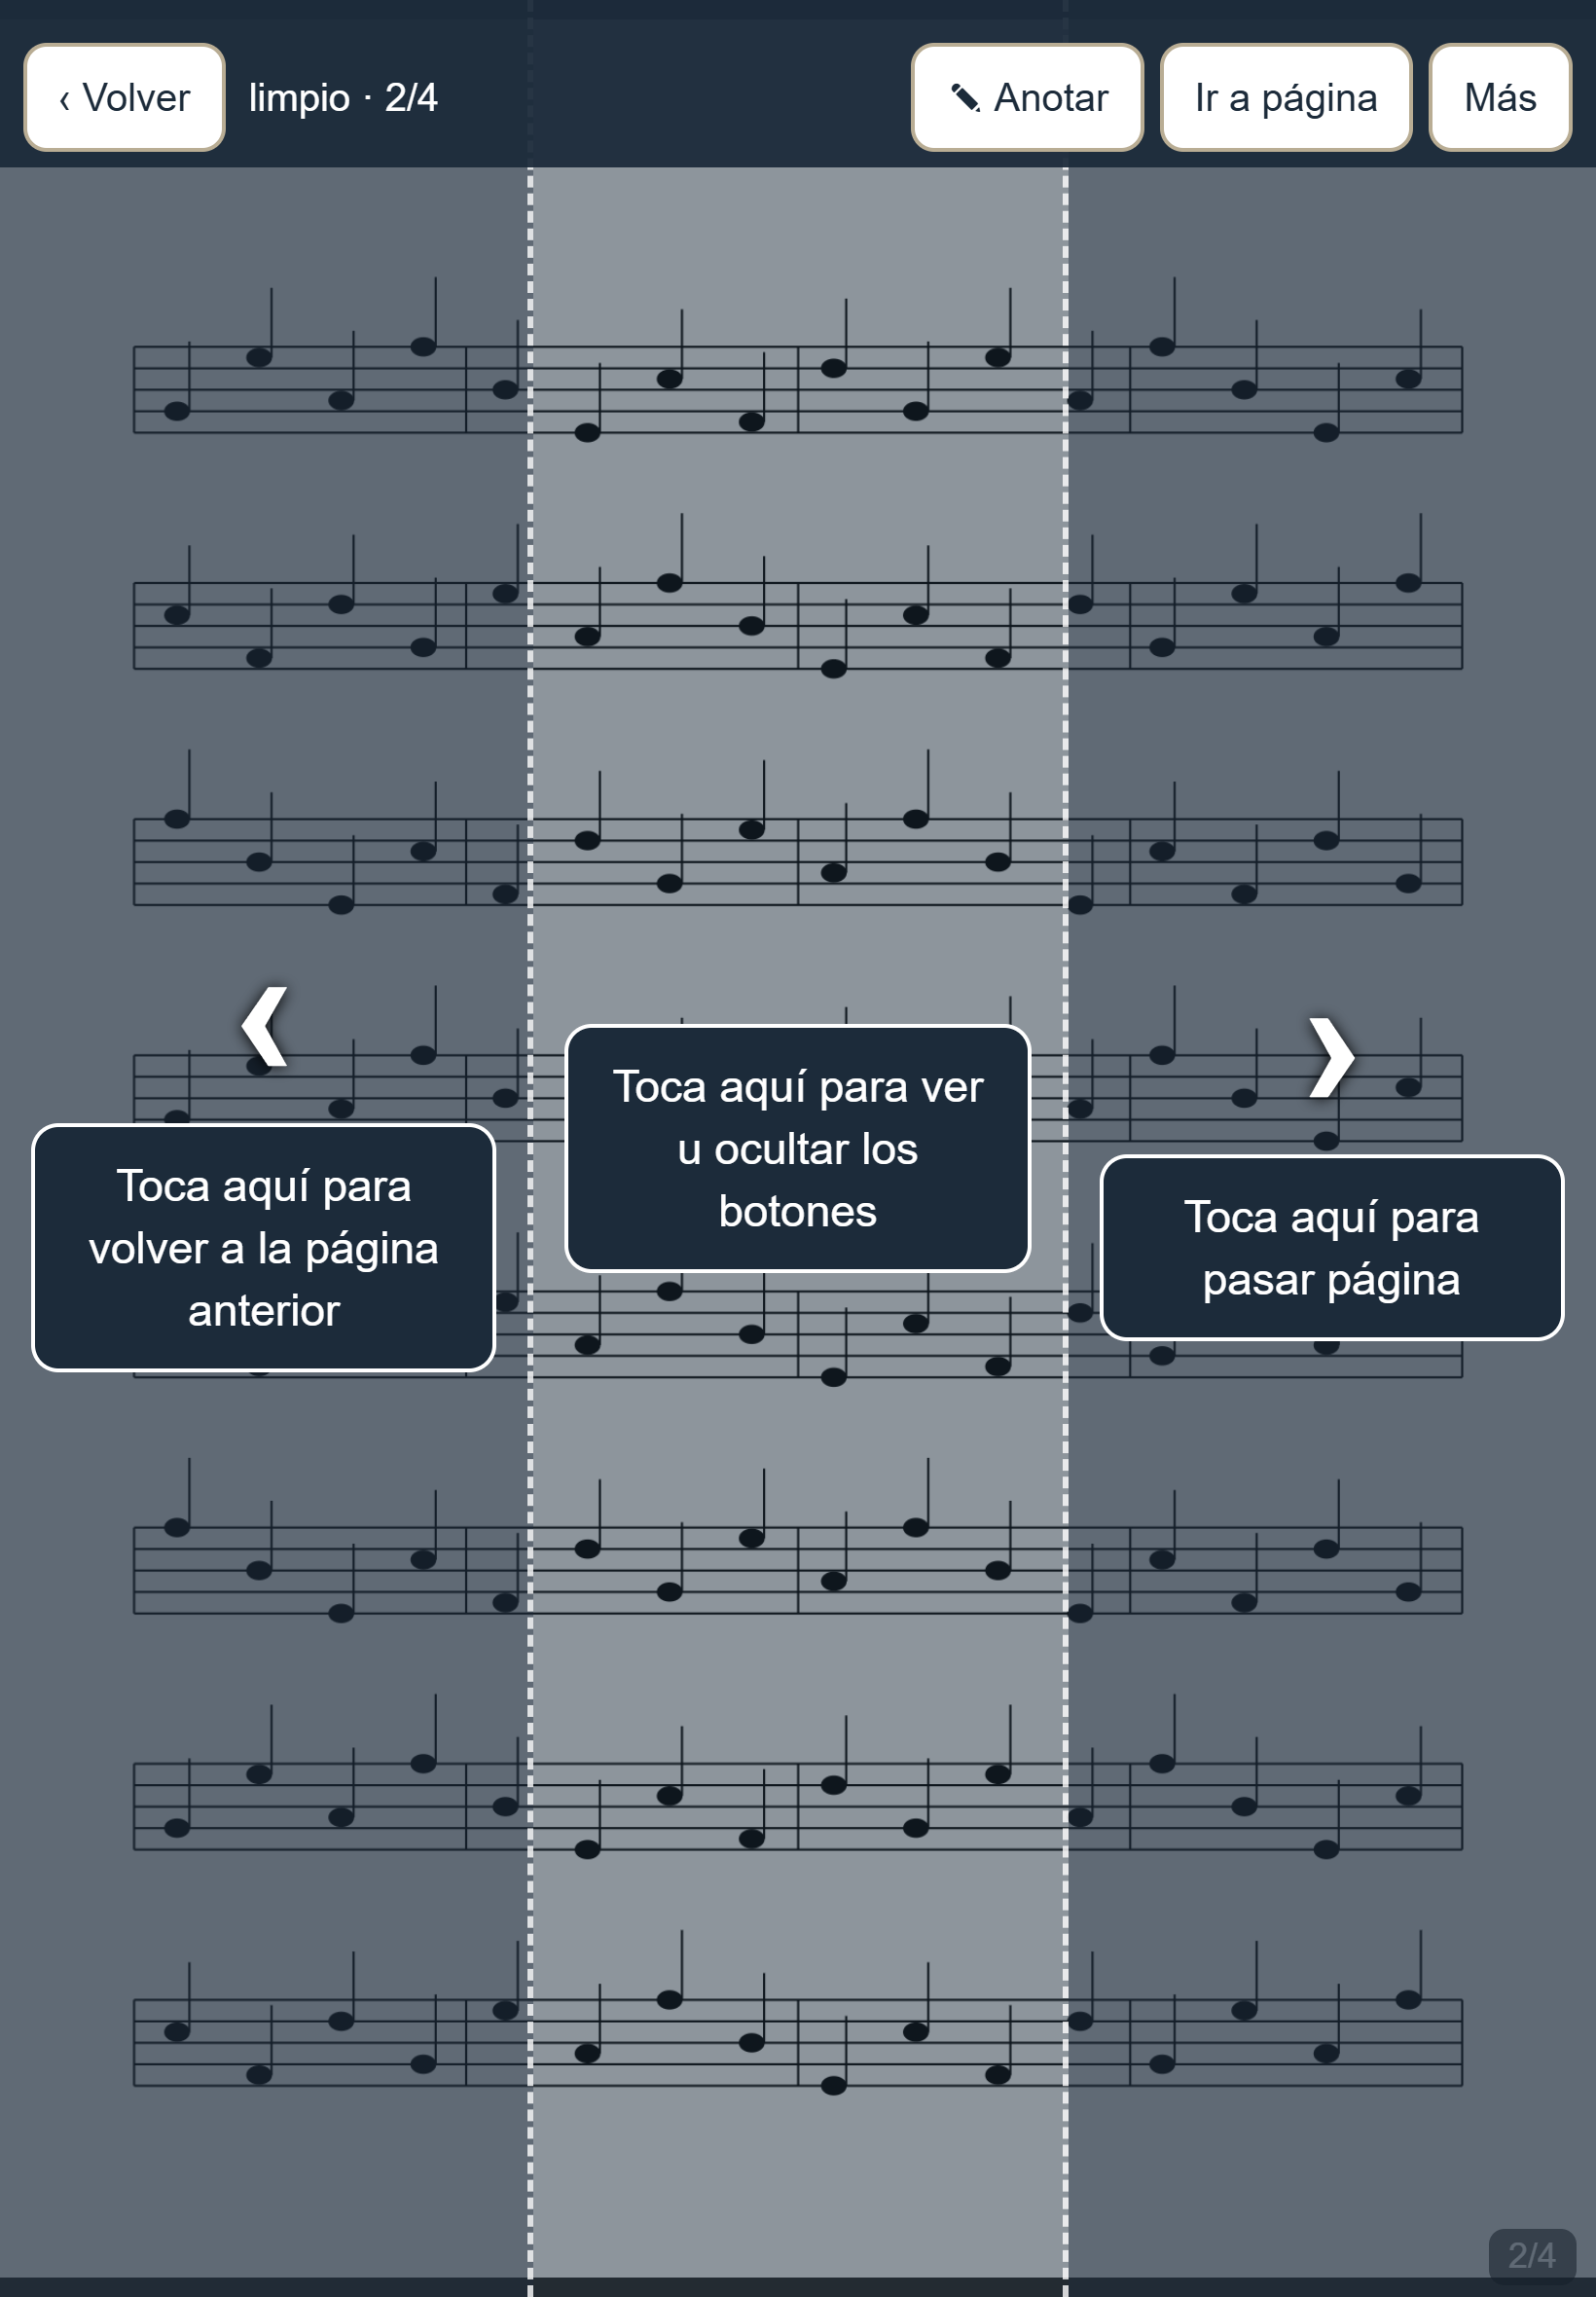 ‹ Volver
limpio · 2/4
Anotar
Ir a página
Más
Toca aquí para
volver a la página
anterior
Toca aquí para ver
u ocultar los
botones
Toca aquí para
pasar página
2/4